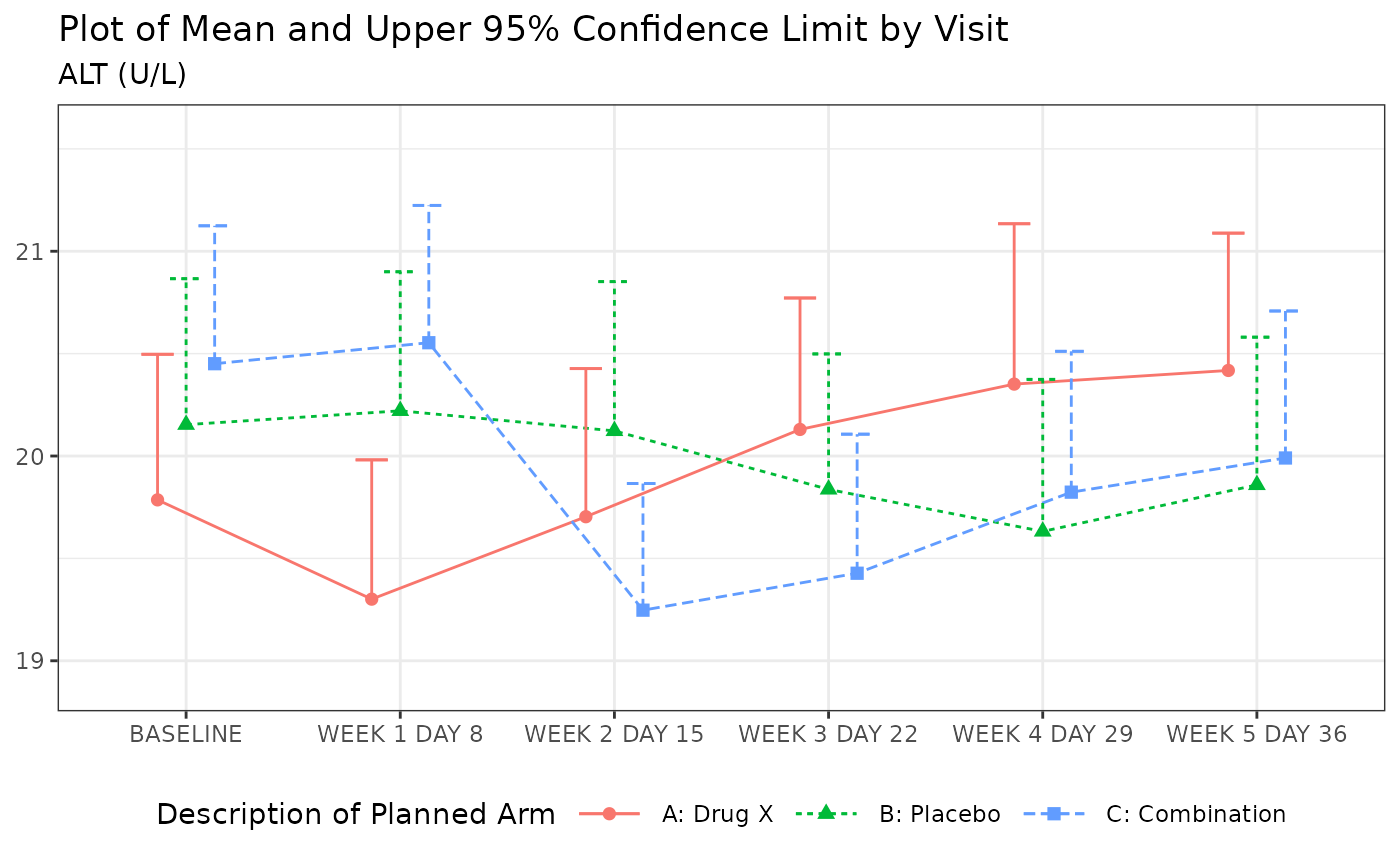 Plot of Mean and Upper 95% Confidence Limit by Visit
ALT (U/L)
21
20
19
BASELINE WEEK 1 DAY 8 WEEK 2 DAY 15 WEEK 3 DAY 22 WEEK 4 DAY 29 WEEK 5 DAY 36
Description of Planned Arm A: Drug X B: Placebo C: Combination